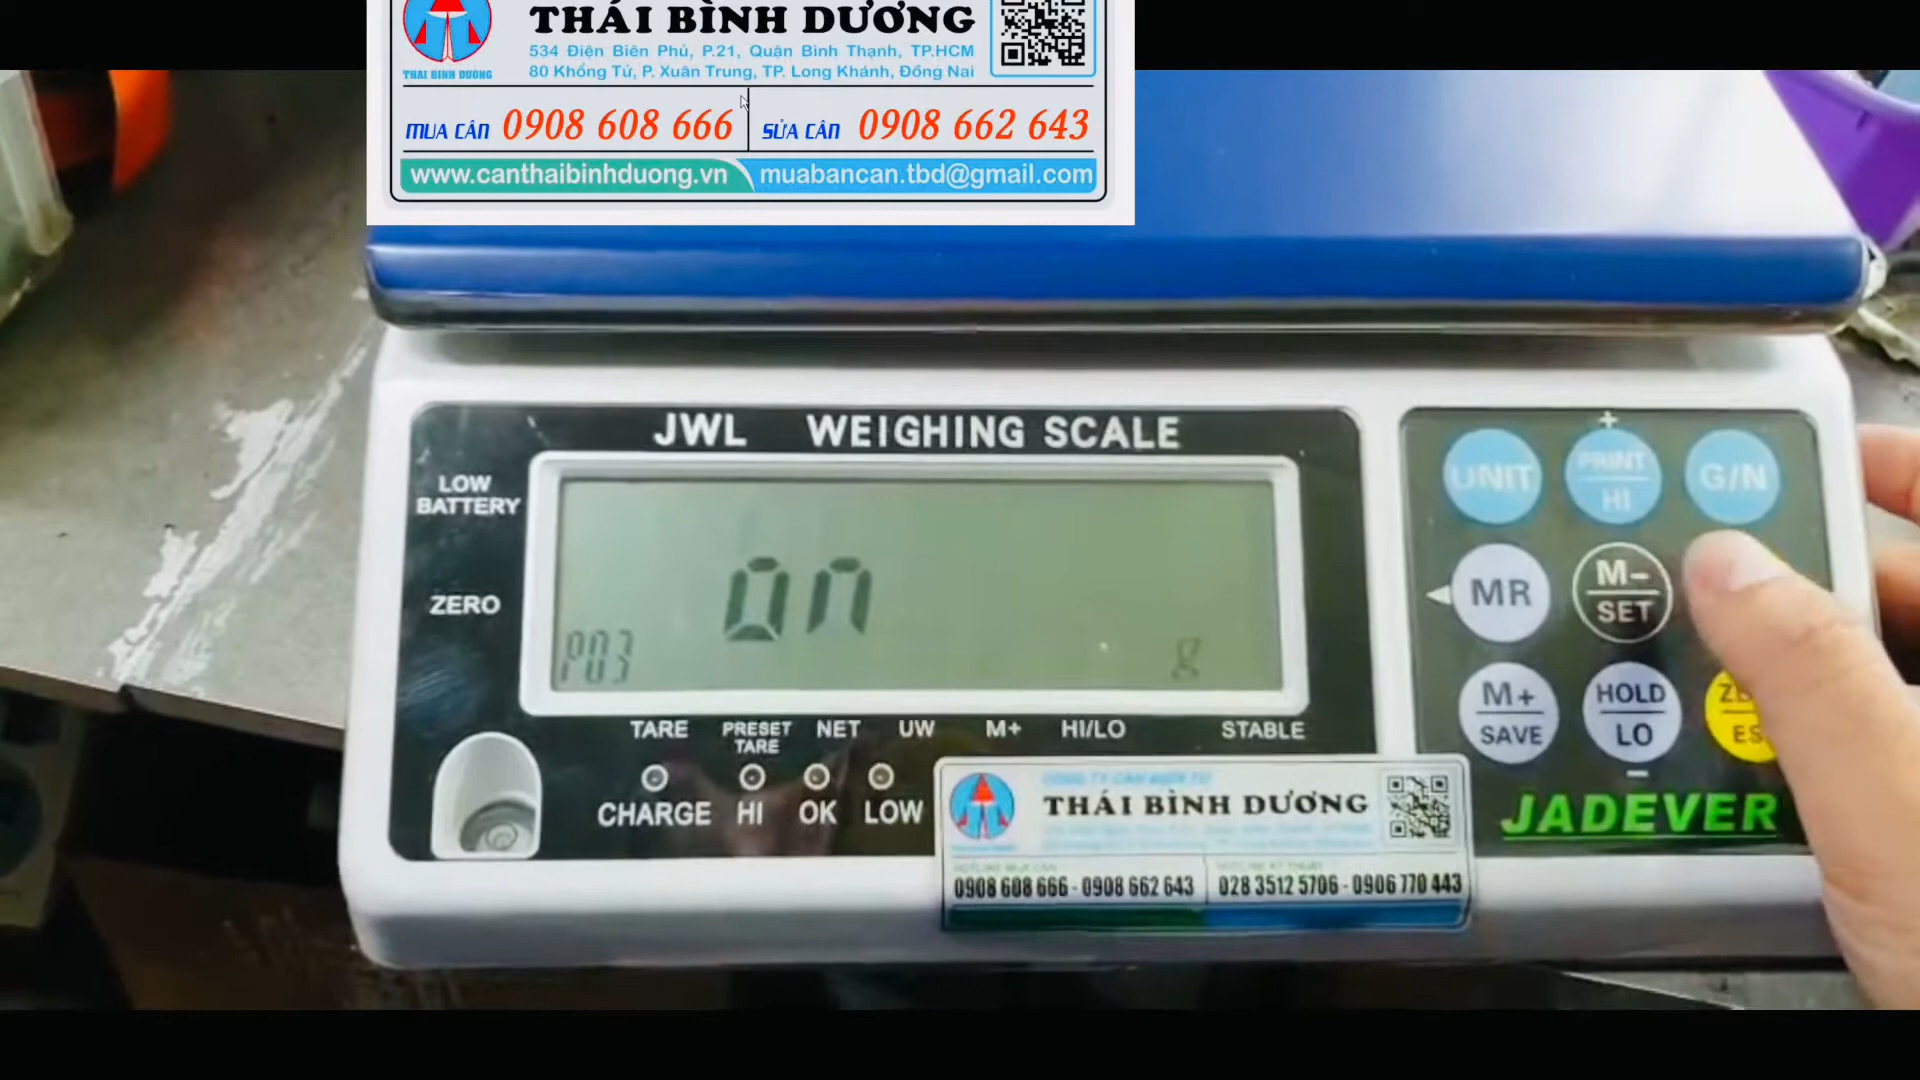 THÁI BÌNH DƯƠNG
534 Điện Biên Phủ, P.21, Quận Bình Thạnh, TP.HCM
80 Khổng Tử, P. Xuân Trung, TP. Long Khánh, Đồng Nai
THAI BINH DUONG
MUA CÂN 0908 608 666
SỬA CÂN 0908 662 643
www.canthaibinhduong.vn
muabancan.tbd@gmail.com
JWL WEIGHING SCALE
LOW
BATTERY
ZERO
on
P03
g
TARE PRESET TARE NET UW M+ HI/LO STABLE
CHARGE HI OK LOW
+
UNIT PRINT HI G/N
MR M- SET
M+ SAVE HOLD LO
-
JADEVER
THÁI BÌNH DƯƠNG
0908 608 666 - 0908 662 643
028 3512 5706 - 0906 770 443